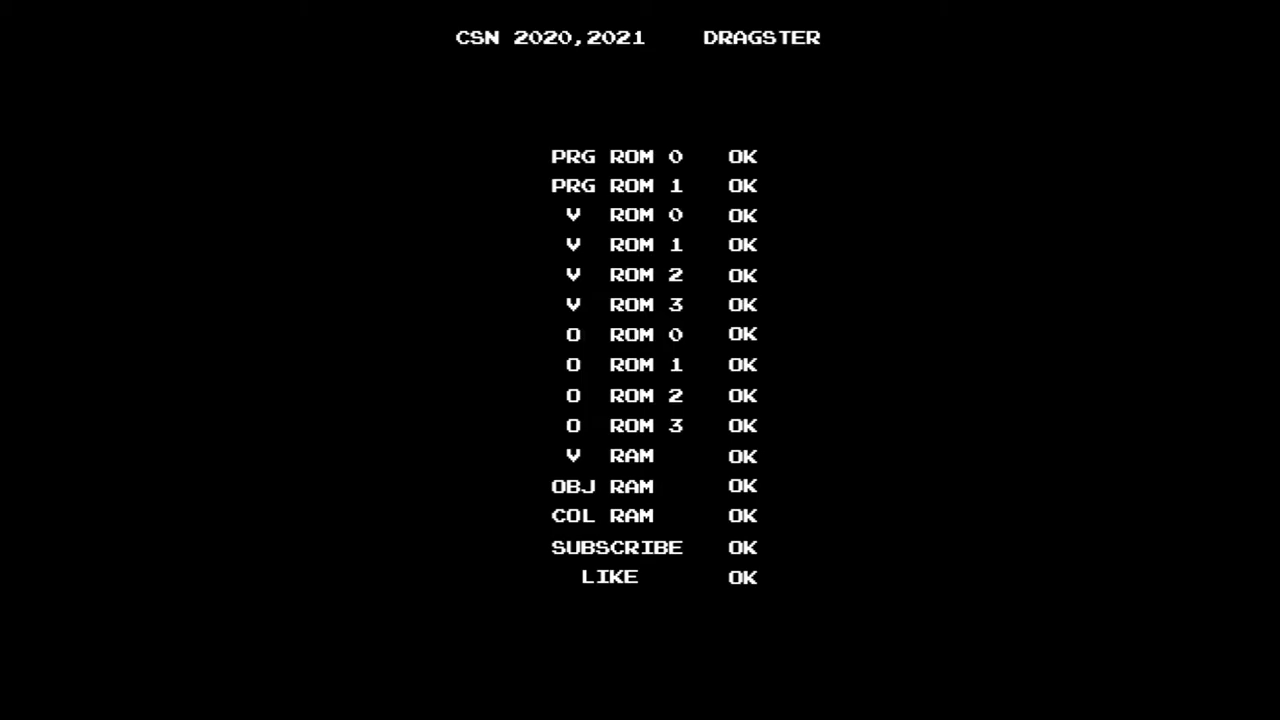 CSN 2020,2021 DRAGSTER
PRG ROM 0 OK
PRG ROM 1 OK
V ROM 0 OK
V ROM 1 OK
V ROM 2 OK
V ROM 3 OK
O ROM 0 OK
O ROM 1 OK
O ROM 2 OK
O ROM 3 OK
V RAM OK
OBJ RAM OK
COL RAM OK
SUBSCRIBE OK
LIKE OK